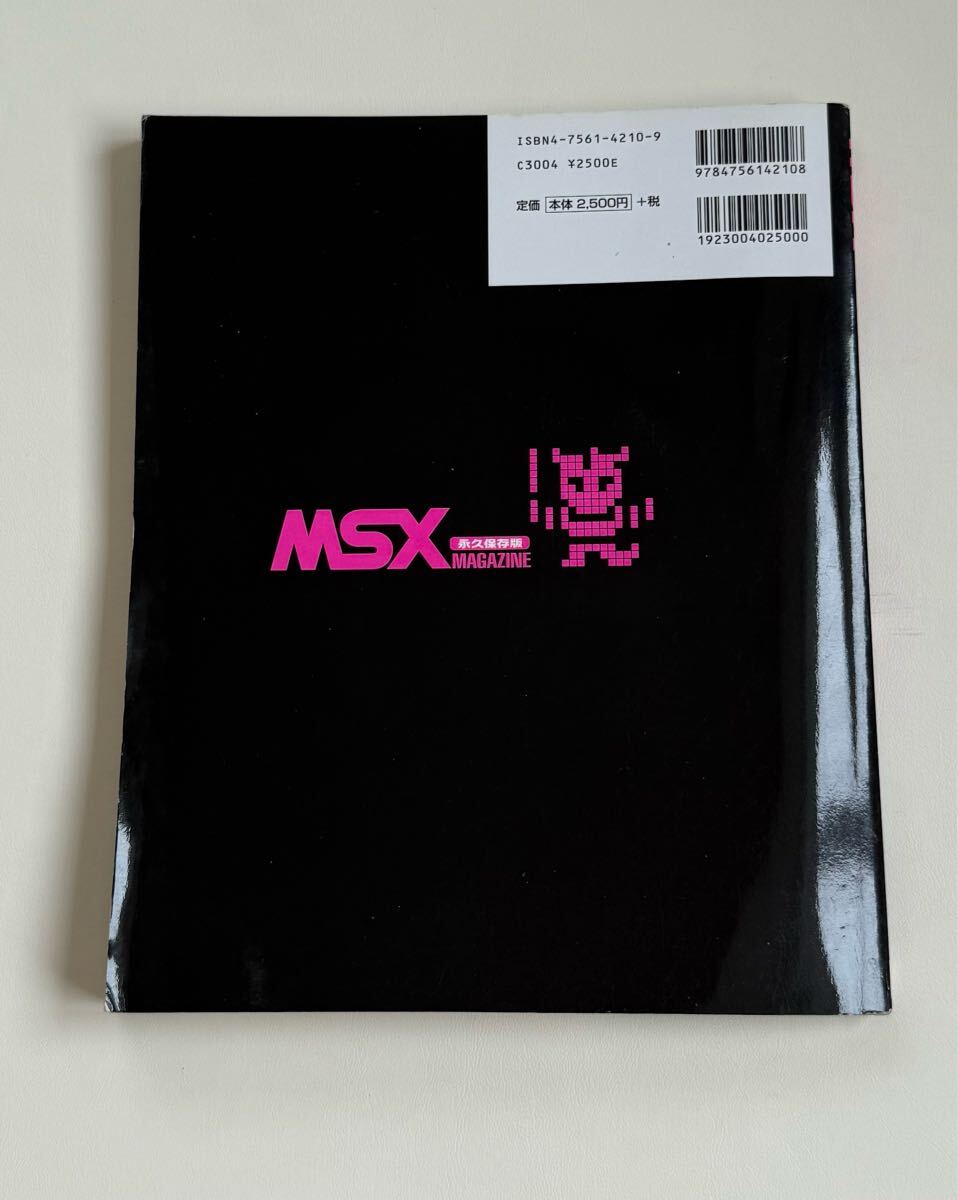 ISBN4-7561-4210-9
C3004 ¥2500E
定価 本体 2,500円 +税
9784756142108
1923004025000
MSX 永久保存版
MAGAZINE